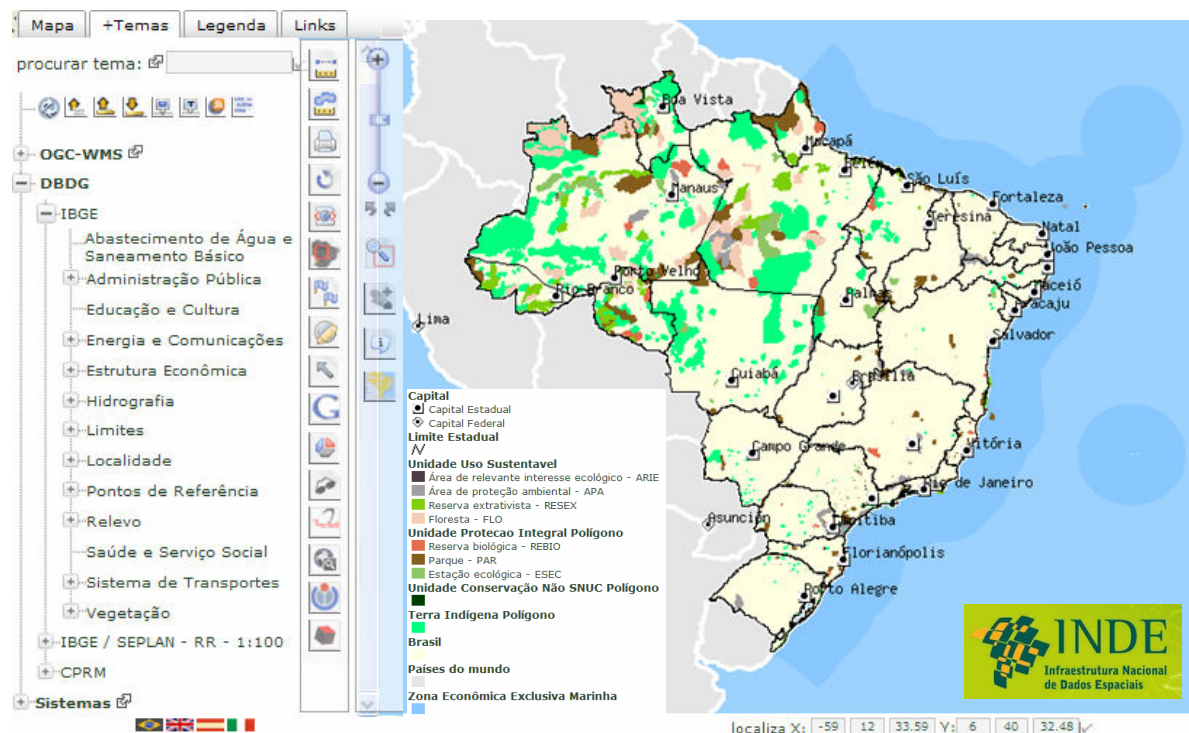 Mapa
+Temas
Legenda
Links
procurar tema:
OGC-WMS
DBDG
IBGE
Abastecimento de Água e
Saneamento Básico
Administração Pública
Educação e Cultura
Energia e Comunicações
Estrutura Econômica
Hidrografia
Limites
Localidade
Pontos de Referência
Relevo
Saúde e Serviço Social
Sistema de Transportes
Vegetação
IBGE / SEPLAN - RR - 1:100
CPRM
Sistemas
Boa Vista
Macapá
Belém
São Luís
Fortaleza
Manaus
Teresina
Natal
João Pessoa
Porto Velho
Rio Branco
Palmas
Maceió
Aracaju
Lima
Salvador
Cuiabá
Brasília
Campo Grande
Vitória
Rio de Janeiro
Asunción
Curitiba
Florianópolis
Porto Alegre
Capital
Capital Estadual
Capital Federal
Limite Estadual
Unidade Uso Sustentavel
Área de relevante interesse ecológico - ARIE
Área de proteção ambiental - APA
Reserva extrativista - RESEX
Floresta - FLO
Unidade Protecao Integral Polígono
Reserva biológica - REBIO
Parque - PAR
Estação ecológica - ESEC
Unidade Conservação Não SNUC Polígono
Terra Indígena Polígono
Brasil
Países do mundo
Zona Econômica Exclusiva Marinha
INDE
Infraestrutura Nacional
de Dados Espaciais
localiza X: -59 12 33.59 Y: 6 40 32.48